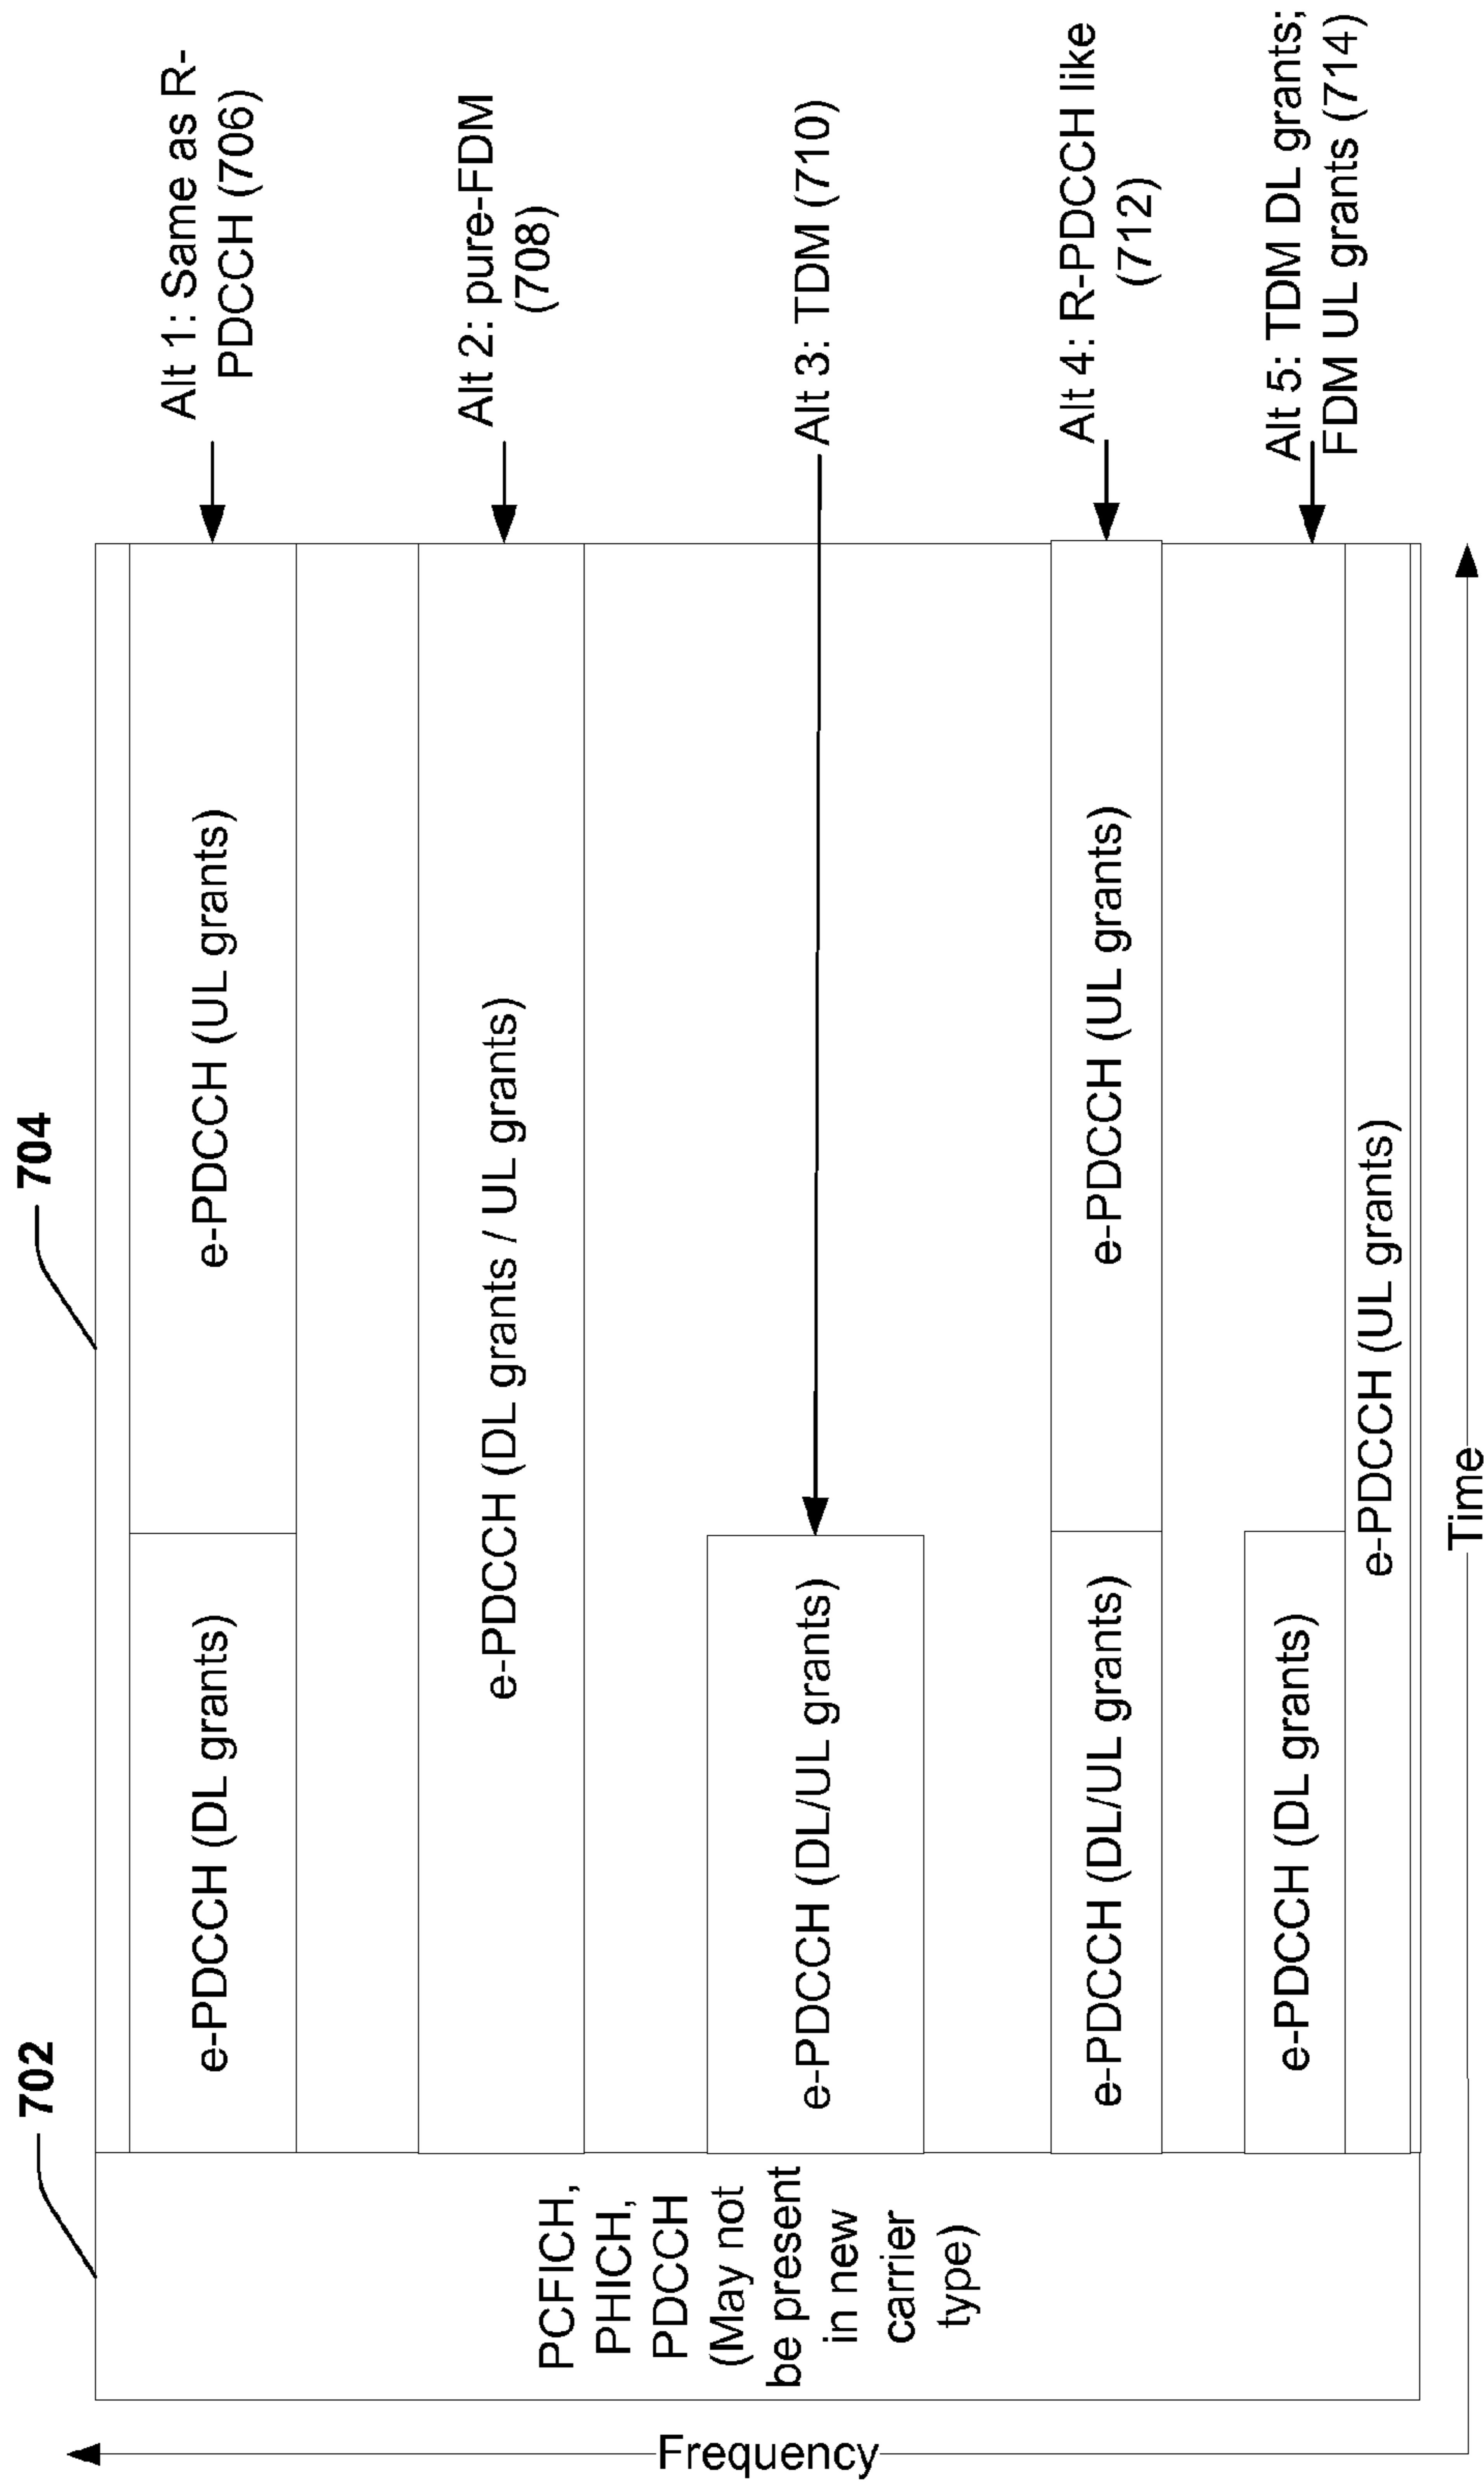 702
704
PCFICH,
PHICH,
PDCCH
(May not
be present
in new
carrier
type)
e-PDCCH (DL grants)
e-PDCCH (UL grants)
Alt 1: Same as R-
PDCCH (706)
e-PDCCH (DL grants / UL grants)
Alt 2: pure-FDM
(708)
e-PDCCH (DL/UL grants)
Alt 3: TDM (710)
e-PDCCH (DL/UL grants)
e-PDCCH (UL grants)
Alt 4: R-PDCCH like
(712)
e-PDCCH (DL grants)
e-PDCCH (UL grants)
Alt 5: TDM DL grants;
FDM UL grants (714)
Frequency
Time